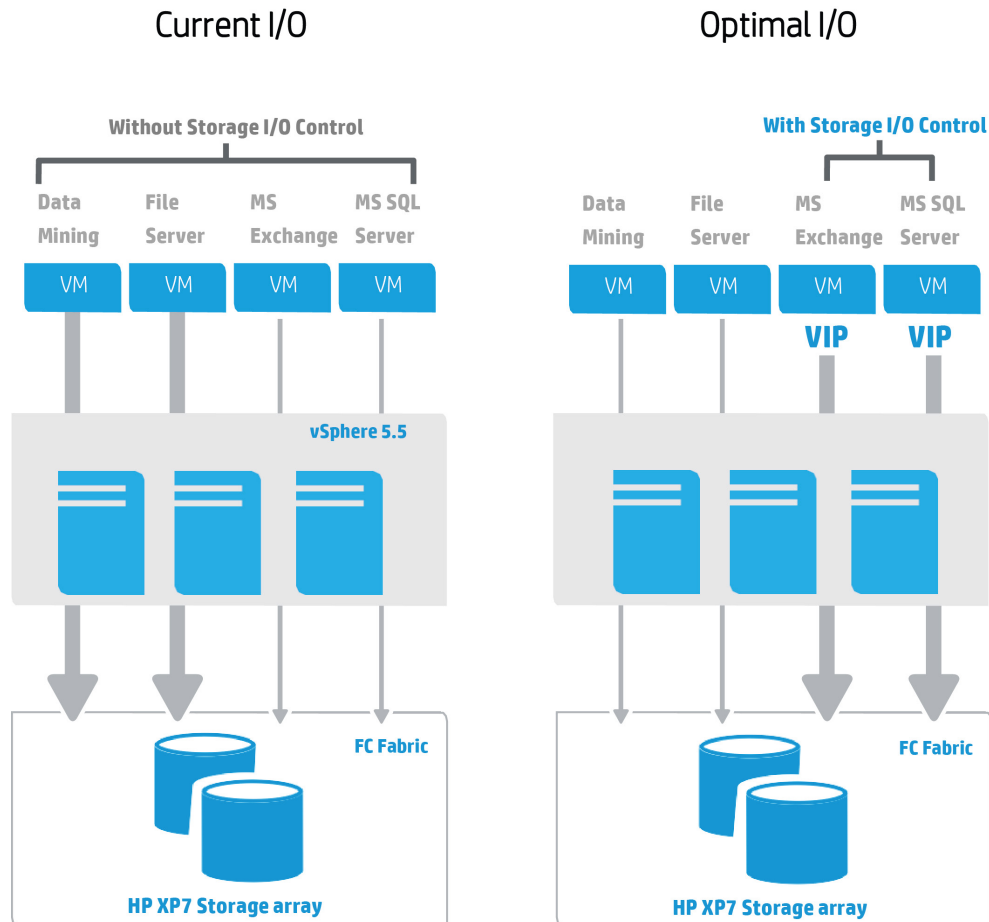 Current I/O
Without Storage I/O Control
Data Mining
File Server
MS Exchange
MS SQL Server
VM
VM
VM
VM
vSphere 5.5
FC Fabric
HP XP7 Storage array
Optimal I/O
With Storage I/O Control
Data Mining
File Server
MS Exchange
MS SQL Server
VM
VM
VM
VM
VIP
VIP
FC Fabric
HP XP7 Storage array